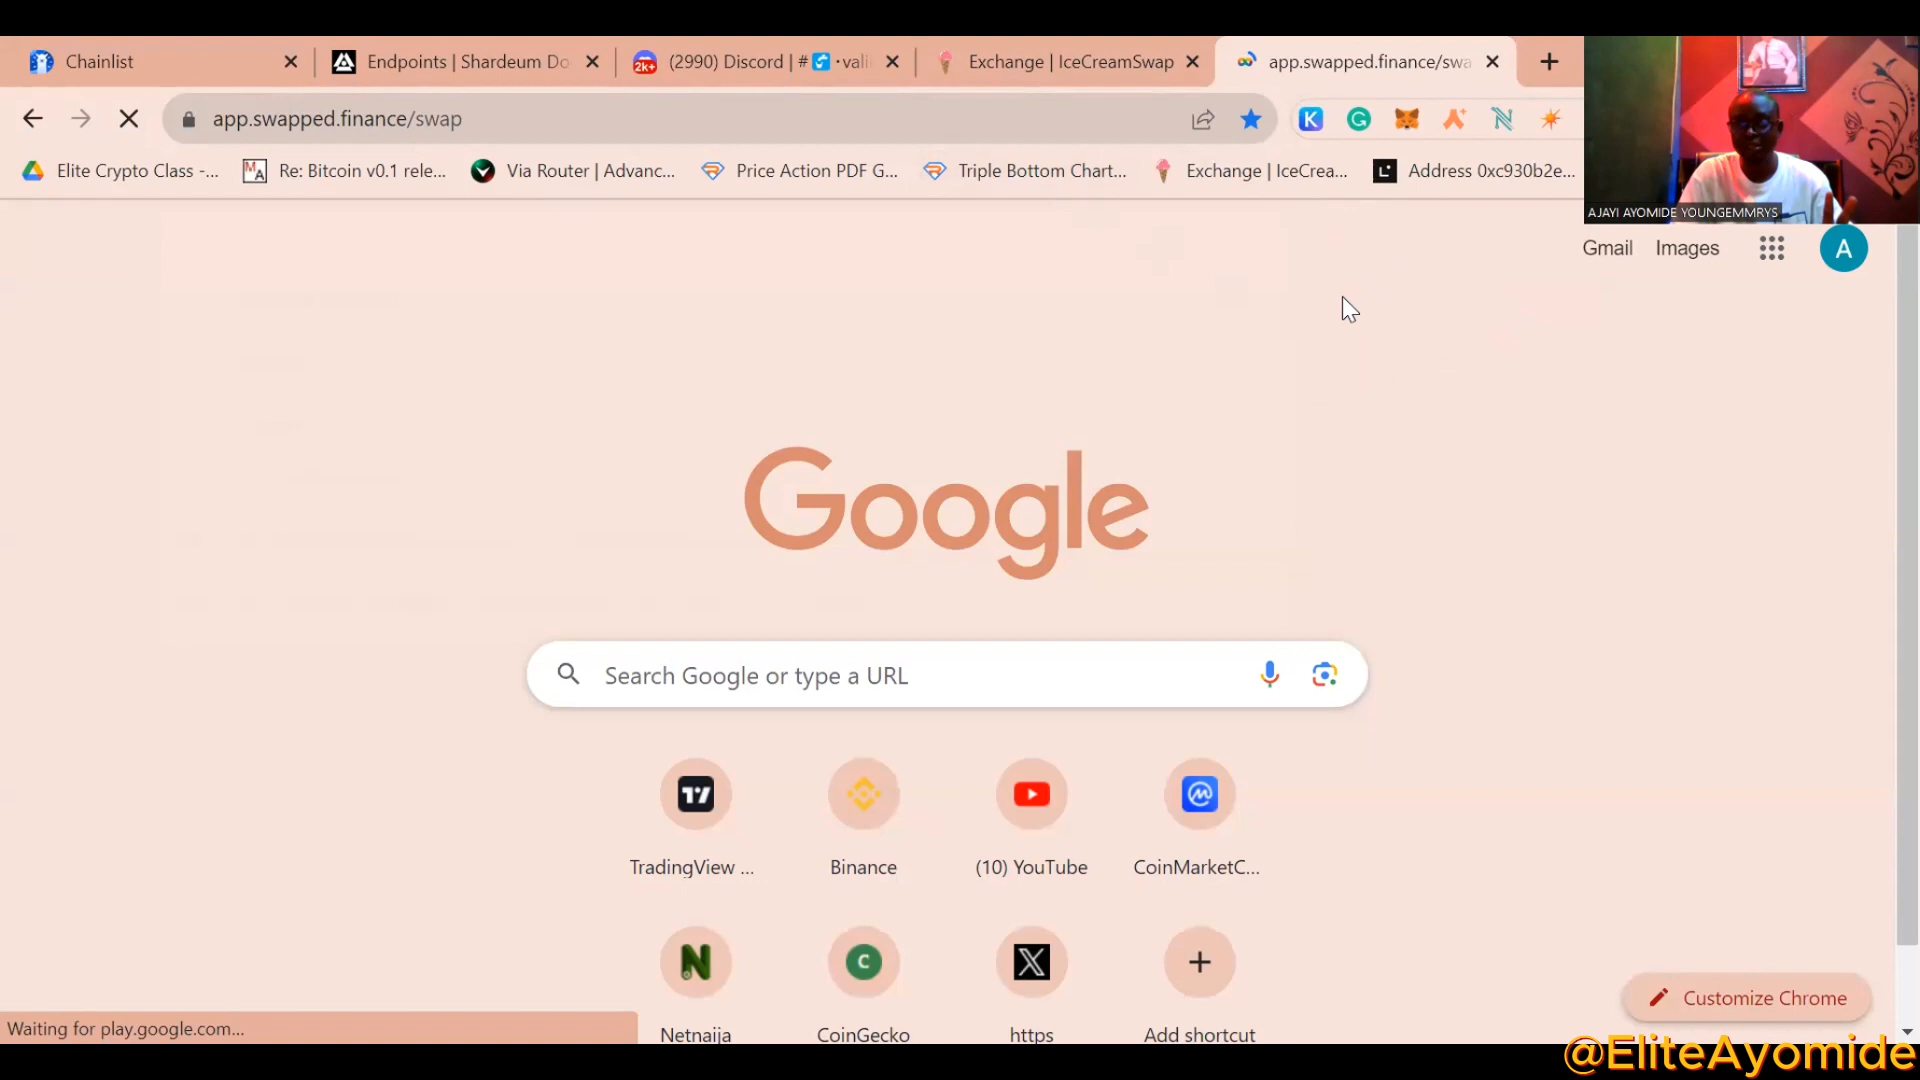 Chainlist
Endpoints | Shardeum Do
(2990) Discord | # · vali
Exchange | IceCreamSwap
app.swapped.finance/swa
app.swapped.finance/swap
Elite Crypto Class -...
Re: Bitcoin v0.1 rele...
Via Router | Advanc...
Price Action PDF G...
Triple Bottom Chart...
Exchange | IceCrea...
Address 0xc930b2e...
AJAYI AYOMIDE YOUNGEMMRYS
Gmail Images
A
Google
Search Google or type a URL
TradingView ...
Binance
(10) YouTube
CoinMarketC...
Netnaija
CoinGecko
https
Add shortcut
Customize Chrome
Waiting for play.google.com...
@EliteAyomide